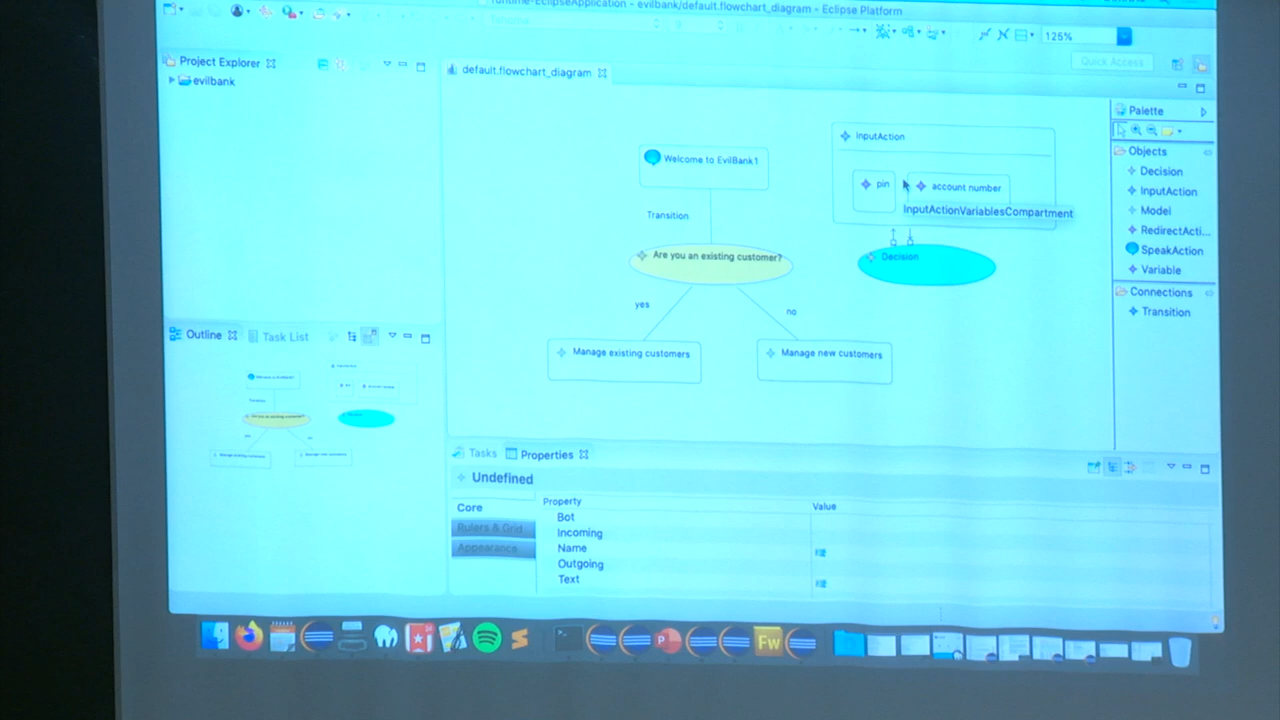 runtime-EclipseApplication - evilbank/default.flowchart_diagram - Eclipse Platform
125%
Quick Access
Project Explorer
evilbank
default.flowchart_diagram
Welcome to EvilBank1
Transition
Are you an existing customer?
yes
no
Manage existing customers
Manage new customers
InputAction
pin
account number
InputActionVariablesCompartment
Decision
Palette
Objects
Decision
InputAction
Model
RedirectActi...
SpeakAction
Variable
Connections
Transition
Outline
Task List
Tasks
Properties
Undefined
Core
Rulers & Grid
Appearance
Property
Value
Bot
Incoming
Name
Outgoing
Text
Fw